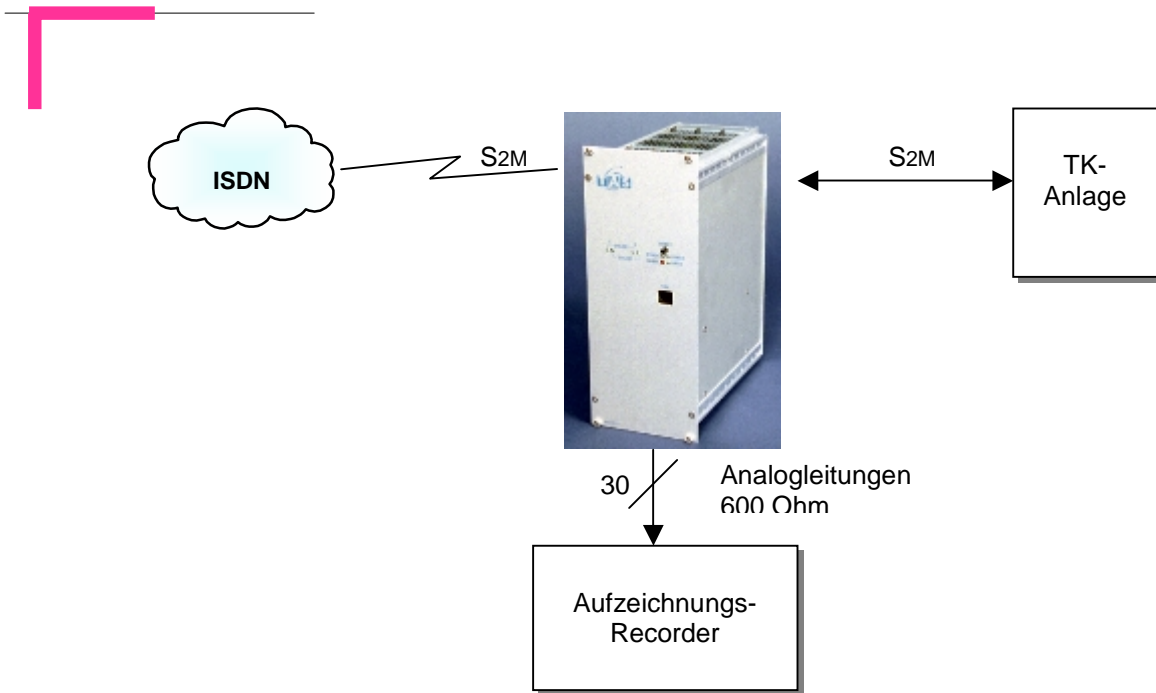 ISDN
S2M
S2M
TK-
Anlage
30
Analogleitungen
600 Ohm
Aufzeichnungs-
Recorder